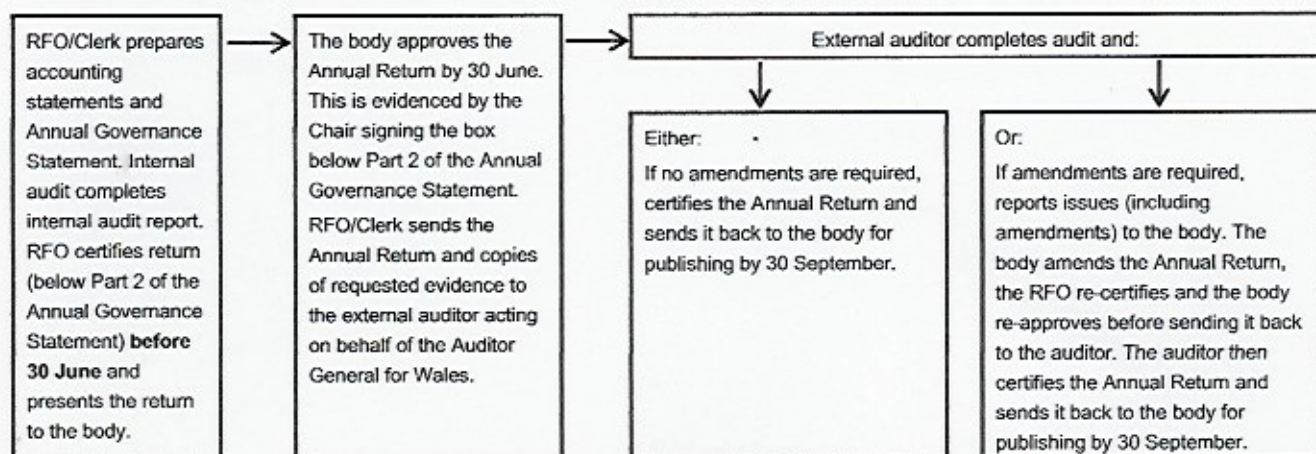 RFO/Clerk prepares
accounting
statements and
Annual Governance
Statement. Internal
audit completes
internal audit report.
RFO certifies return
(below Part 2 of the
Annual Governance
Statement) before
30 June and
presents the return
to the body.
The body approves the
Annual Return by 30 June.
This is evidenced by the
Chair signing the box
below Part 2 of the Annual
Governance Statement.
RFO/Clerk sends the
Annual Return and copies
of requested evidence to
the external auditor acting
on behalf of the Auditor
General for Wales.
External auditor completes audit and:
Either:
If no amendments are required,
certifies the Annual Return and
sends it back to the body for
publishing by 30 September.
Or:
If amendments are required,
reports issues (including
amendments) to the body. The
body amends the Annual Return,
the RFO re-certifies and the body
re-approves before sending it back
to the auditor. The auditor then
certifies the Annual Return and
sends it back to the body for
publishing by 30 September.